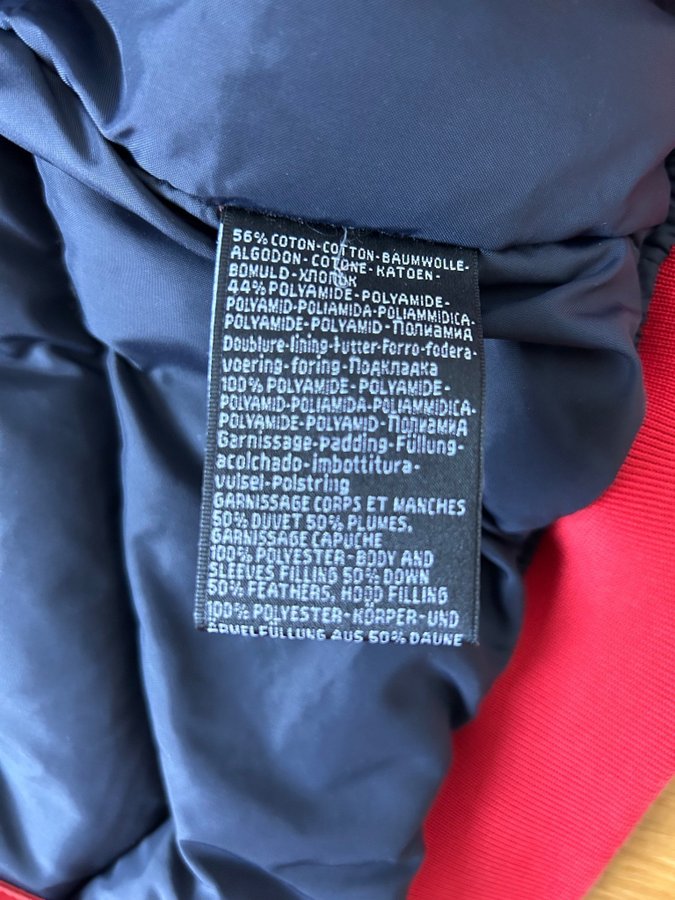 56% COTON-COTTON-BAUMWOLLE-
ALGODON-COTONE-KATOEN-
BOMULD-ХЛОПОК
44% POLYAMIDE-POLYAMIDE-
POLYAMID-POLIAMIDA-POLIAMMIDICA-
POLYAMIDE-POLYAMID-ПОЛИАМИД
Doublure-lining-futter-Forro-fodera-
voering-foring-Подкладка
100% POLYAMIDE-POLYAMIDE-
POLYAMID-POLIAMIDA-POLIAMMIDICA-
POLYAMIDE-POLYAMID-ПОЛИАМИД
Garnissage-padding-Füllung-
acolchado-imbottitura-
vulsel-Polstring
GARNISSAGE CORPS ET MANCHES
50% DUVET 50% PLUMES,
GARNISSAGE CAPUCHE
100% POLYESTER-BODY AND
SLEEVES FILLING 50% DOWN
50% FEATHERS, HOOD FILLING
100% POLYESTER-KÖRPER-UND
ÄRMELFÜLLUNG AUS 50% DAUNE